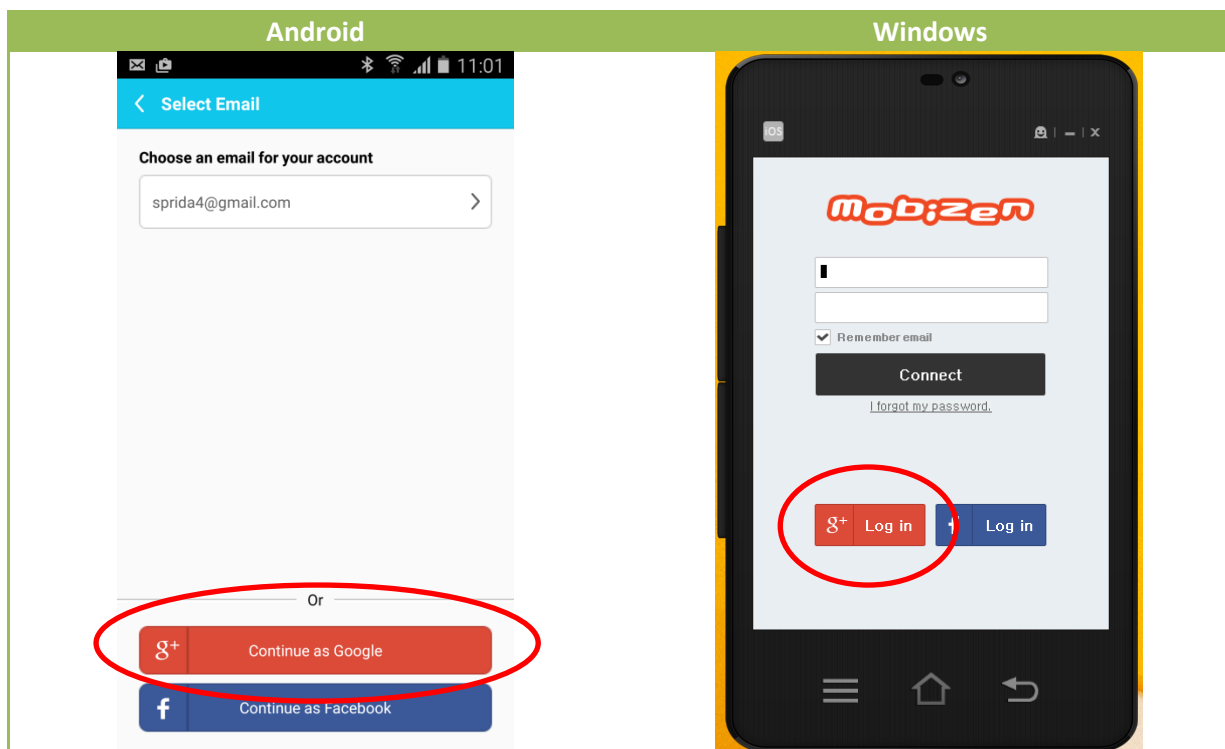 Android
Windows
11:01
Select Email
Choose an email for your account
sprida4@gmail.com
Or
g+ Continue as Google
f Continue as Facebook
iOS
mobizen
Remember email
Connect
I forgot my password.
g+ Log in
f Log in